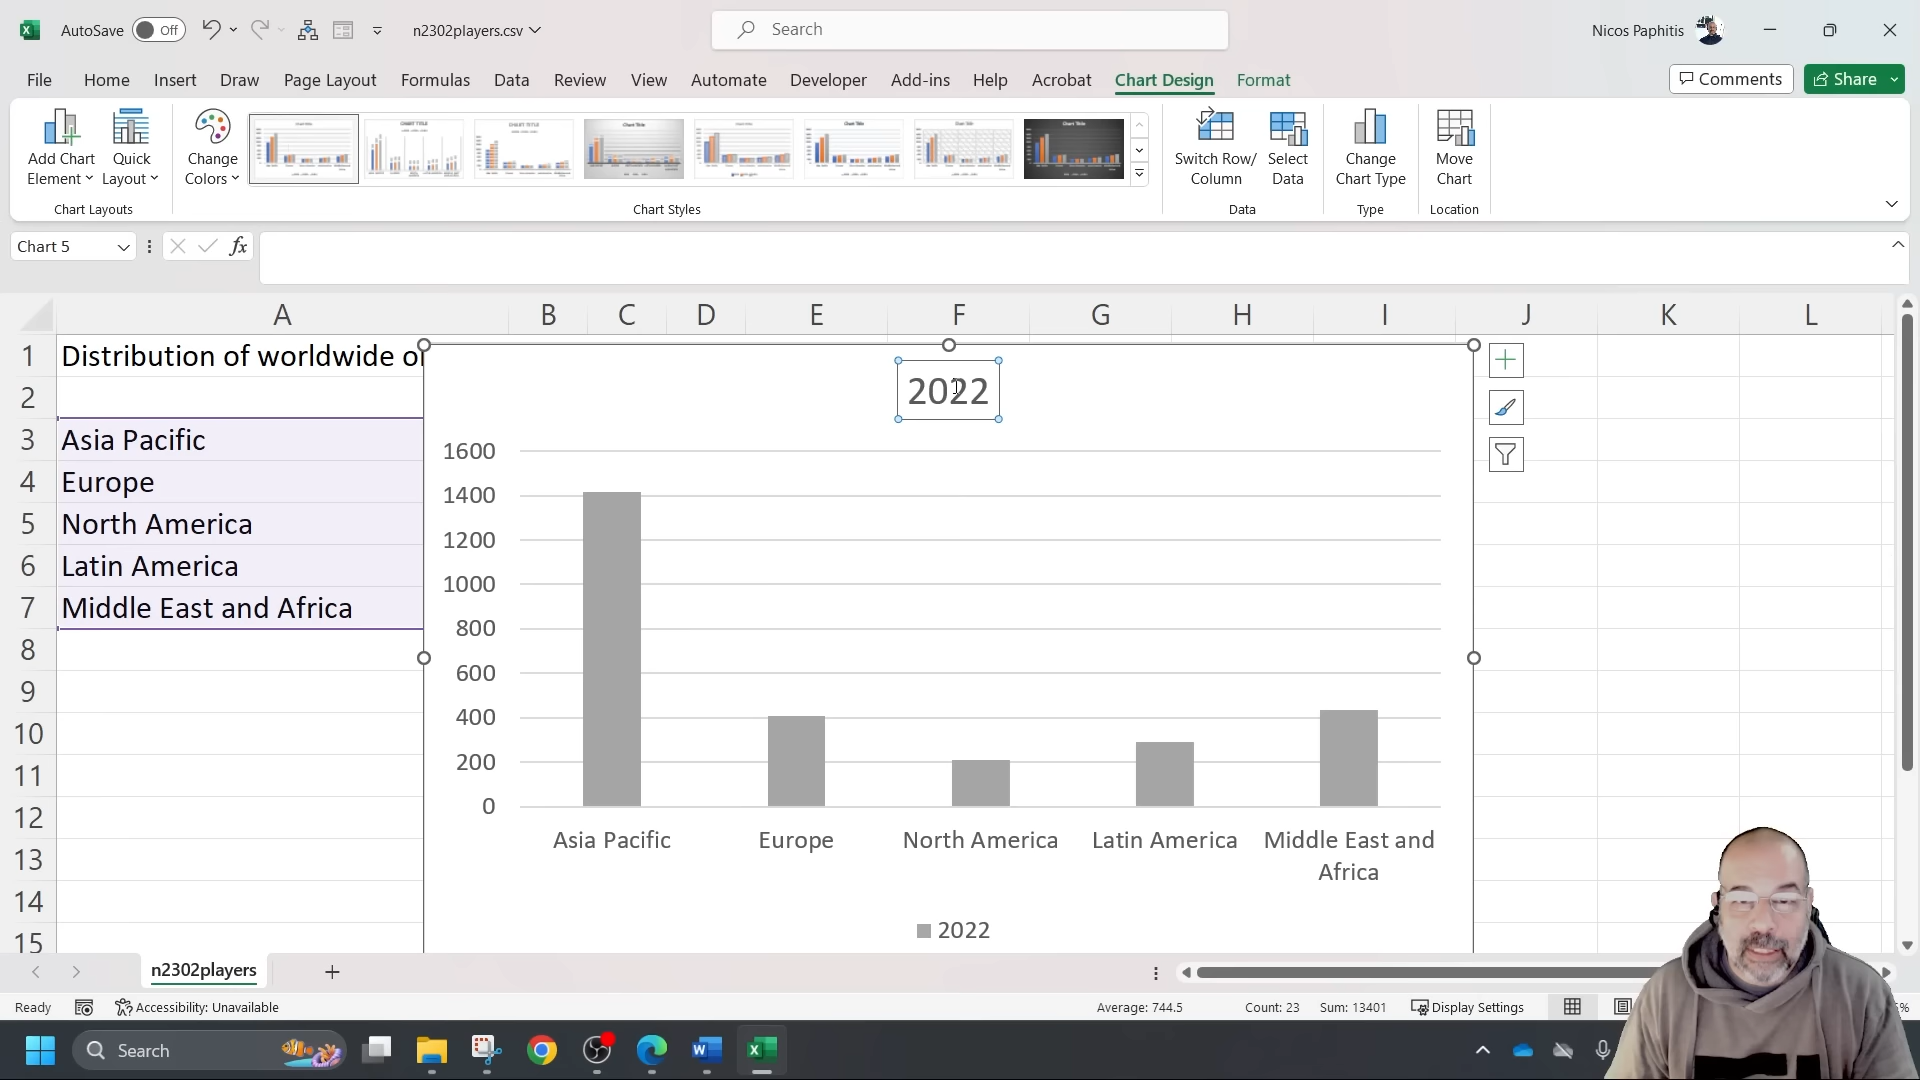 AutoSave Off n2302players.csv Search Nicos Paphitis
File Home Insert Draw Page Layout Formulas Data Review View Automate Developer Add-ins Help Acrobat Chart Design Format Comments Share
Add Chart Element
Quick Layout
Change Colors
Switch Row/ Column
Select Data
Change Chart Type
Move Chart
Chart Layouts Chart Styles Data Type Location
Chart 5 fx
A B C D E F G H I J K L
1 Distribution of worldwide
2
3 Asia Pacific
4 Europe
5 North America
6 Latin America
7 Middle East and Africa
8
9
10
11
12
13
14
15
2022
1600
1400
1200
1000
800
600
400
200
0
Asia Pacific Europe North America Latin America Middle East and
Africa
2022
n2302players
Ready Accessibility: Unavailable Average: 744.5 Count: 23 Sum: 13401 Display Settings
Search